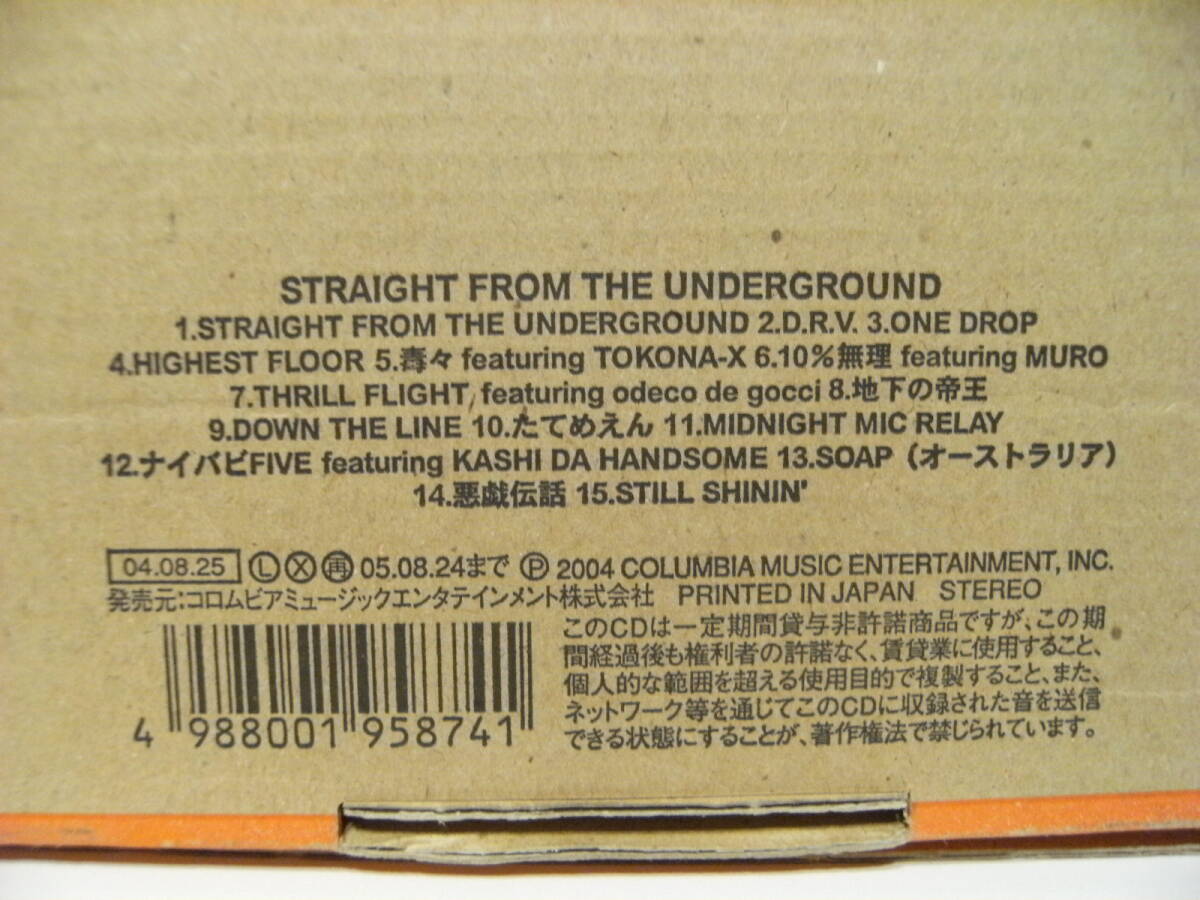 STRAIGHT FROM THE UNDERGROUND
1.STRAIGHT FROM THE UNDERGROUND 2.D.R.V. 3.ONE DROP
4.HIGHEST FLOOR 5.毒々 featuring TOKONA-X 6.10%無理 featuring MURO
7.THRILL FLIGHT featuring odeco de gocci 8.地下の帝王
9.DOWN THE LINE 10.たてめえん 11.MIDNIGHT MIC RELAY
12.ナイバビFIVE featuring KASHI DA HANDSOME 13.SOAP（オーストラリア）
14.悪戯伝話 15.STILL SHININ'
04.08.25 Ⓛ Ⓧ ㊢再 05.08.24まで Ⓟ 2004 COLUMBIA MUSIC ENTERTAINMENT, INC.
発売元:コロムビアミュージックエンタテインメント株式会社 PRINTED IN JAPAN STEREO
このCDは一定期間貸与非許諾商品ですが、この期
間経過後も権利者の許諾なく、賃貸業に使用すること、
個人的な範囲を超える使用目的で複製すること、また、
ネットワーク等を通じてこのCDに収録された音を送信
できる状態にすることが、著作権法で禁じられています。
4 988001 958741